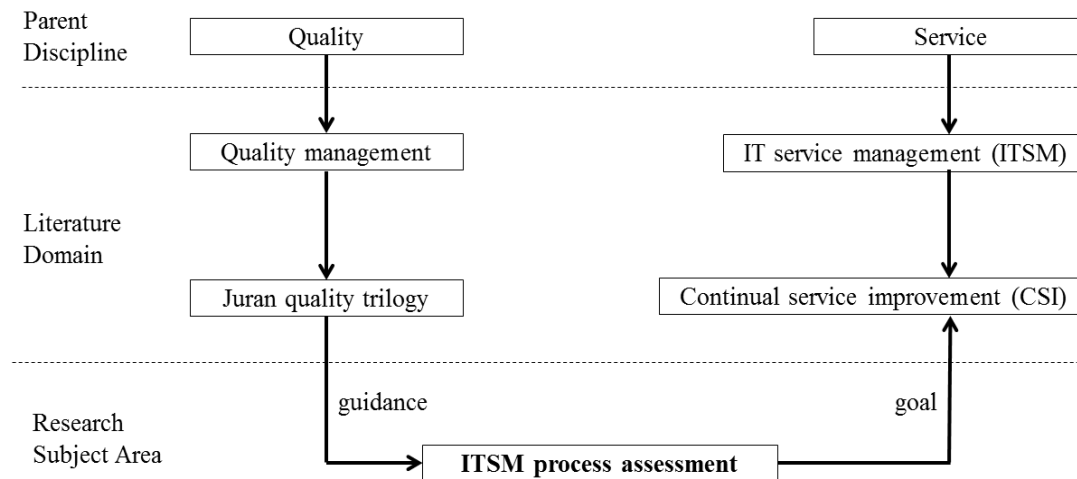 Parent
Discipline
Quality
Service
Quality management
IT service management (ITSM)
Literature
Domain
Juran quality trilogy
Continual service improvement (CSI)
guidance
goal
Research
Subject Area
ITSM process assessment